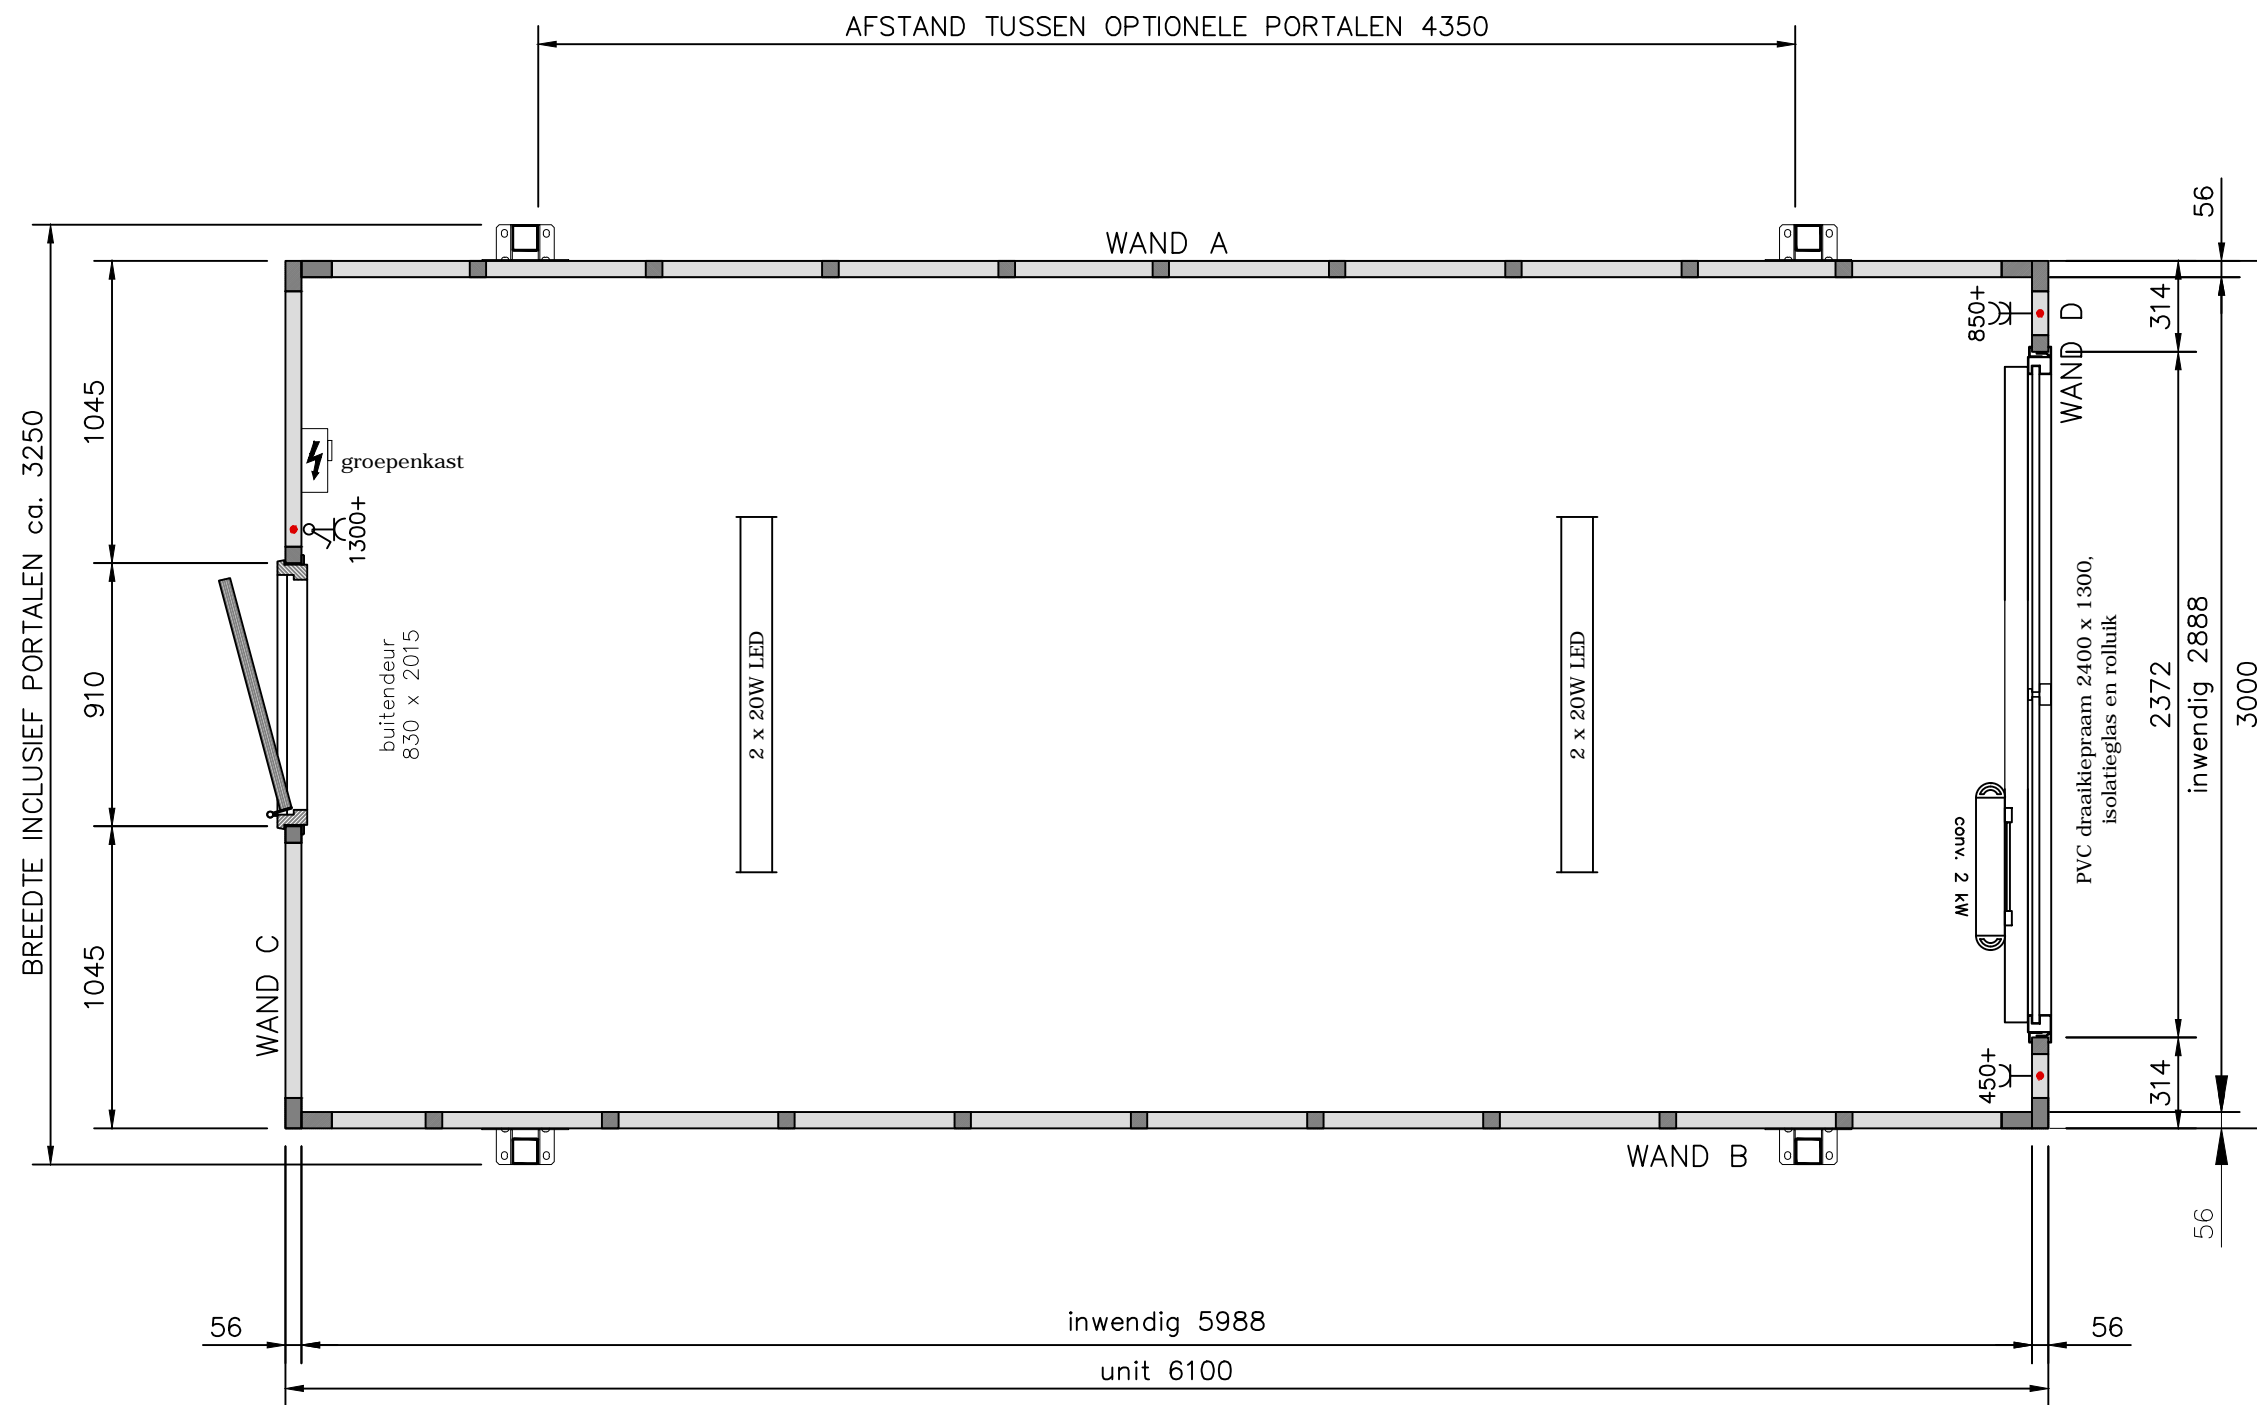 AFSTAND TUSSEN OPTIONELE PORTALEN 4350
WAND A
56
850+
314
WAND D
1045
BREEDTE INCLUSIEF PORTALEN ca. 3250
groepenkast
1300+
910
buitendeur
830 x 2015
2 x 20W LED
2 x 20W LED
conv. 2 kW
PVC draaikiepraam 2400 x 1300,
isolatieglas en rolluik
2372
inwendig 2888
3000
1045
WAND C
450+
314
WAND B
56
56
inwendig 5988
56
unit 6100